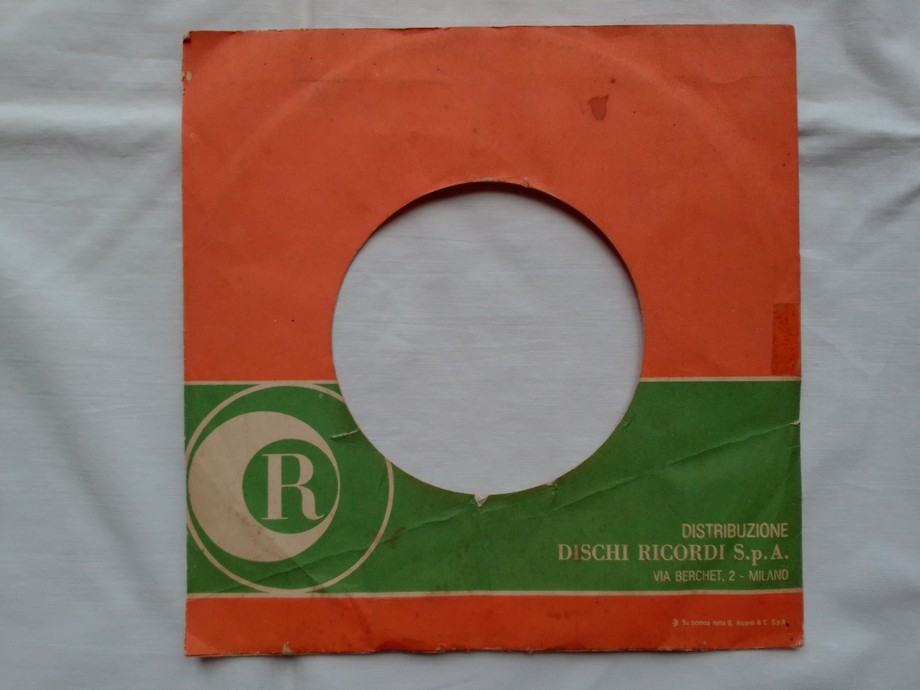 R
DISTRIBUZIONE
DISCHI RICORDI S.p.A.
VIA BERCHET, 2 - MILANO